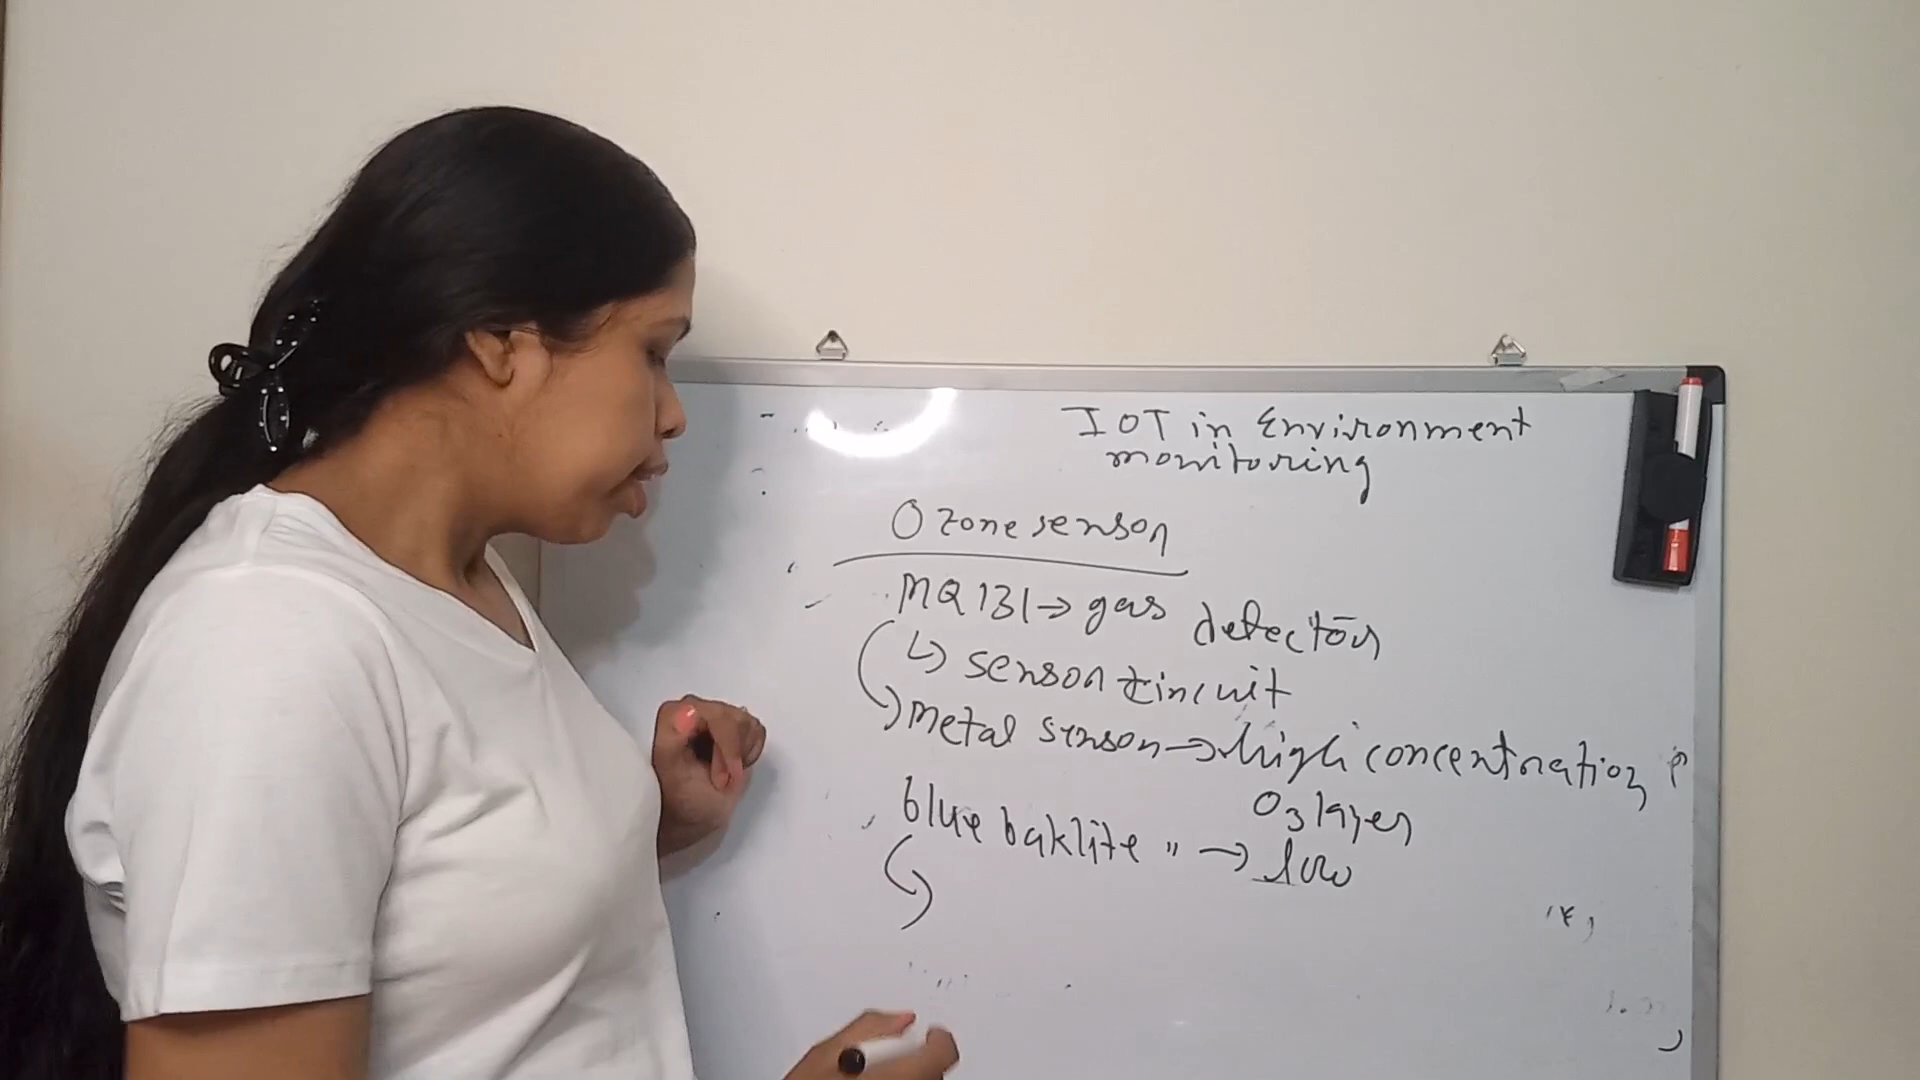 IOT in Environment
monitoring
Ozone sensor
MQ131→ gas detector
↳ sensor circuit
metal sensor→ high concentration
O3 layer
blue baklite " → low